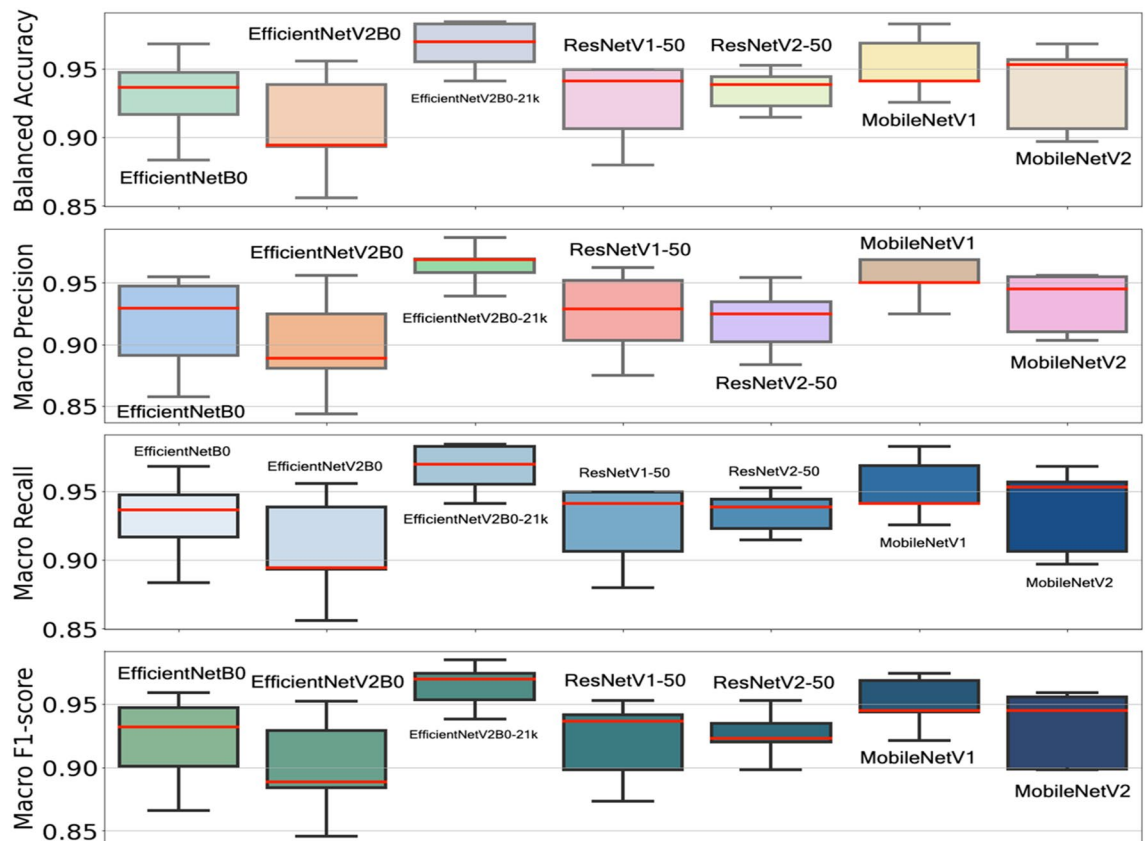 Balanced Accuracy
0.95
0.90
0.85
EfficientNetB0
EfficientNetV2B0
EfficientNetV2B0-21k
ResNetV1-50
ResNetV2-50
MobileNetV1
MobileNetV2
Macro Precision
0.95
0.90
0.85
EfficientNetB0
EfficientNetV2B0
EfficientNetV2B0-21k
ResNetV1-50
ResNetV2-50
MobileNetV1
MobileNetV2
Macro Recall
0.95
0.90
0.85
EfficientNetB0
EfficientNetV2B0
EfficientNetV2B0-21k
ResNetV1-50
ResNetV2-50
MobileNetV1
MobileNetV2
Macro F1-score
0.95
0.90
0.85
EfficientNetB0
EfficientNetV2B0
EfficientNetV2B0-21k
ResNetV1-50
ResNetV2-50
MobileNetV1
MobileNetV2